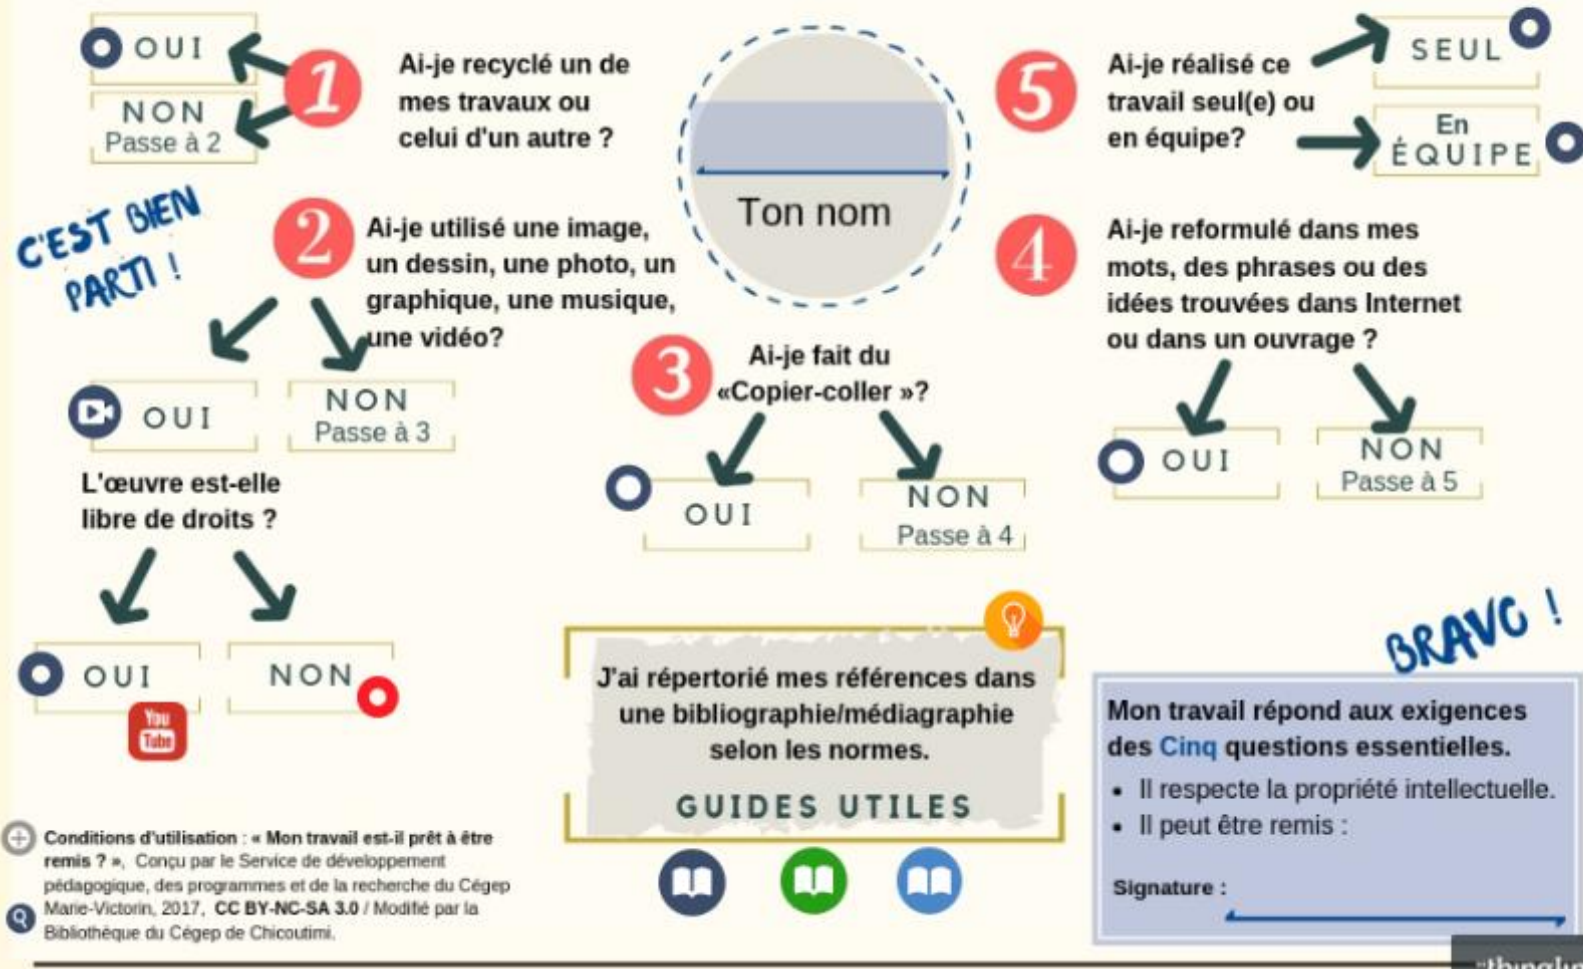 OUI
NON
Passe à 2
1
Ai-je recyclé un de
mes travaux ou
celui d'un autre ?
C'EST BIEN
PARTI !
2
Ai-je utilisé une image,
un dessin, une photo, un
graphique, une musique,
une vidéo?
OUI
NON
Passe à 3
L'œuvre est-elle
libre de droits ?
OUI
You
Tube
NON
Ton nom
3
Ai-je fait du
«Copier-coller »?
OUI
NON
Passe à 4
4
Ai-je reformulé dans mes
mots, des phrases ou des
idées trouvées dans Internet
ou dans un ouvrage ?
OUI
NON
Passe à 5
5
Ai-je réalisé ce
travail seul(e) ou
en équipe?
SEUL
En
ÉQUIPE
J'ai répertorié mes références dans
une bibliographie/médiagraphie
selon les normes.
GUIDES UTILES
BRAVO !
Mon travail répond aux exigences
des Cinq questions essentielles.
• Il respecte la propriété intellectuelle.
• Il peut être remis :
Signature :
Conditions d'utilisation : « Mon travail est-il prêt à être
remis ? », Conçu par le Service de développement
pédagogique, des programmes et de la recherche du Cégep
Marie-Victorin, 2017, CC BY-NC-SA 3.0 / Modifié par la
Bibliothèque du Cégep de Chicoutimi.